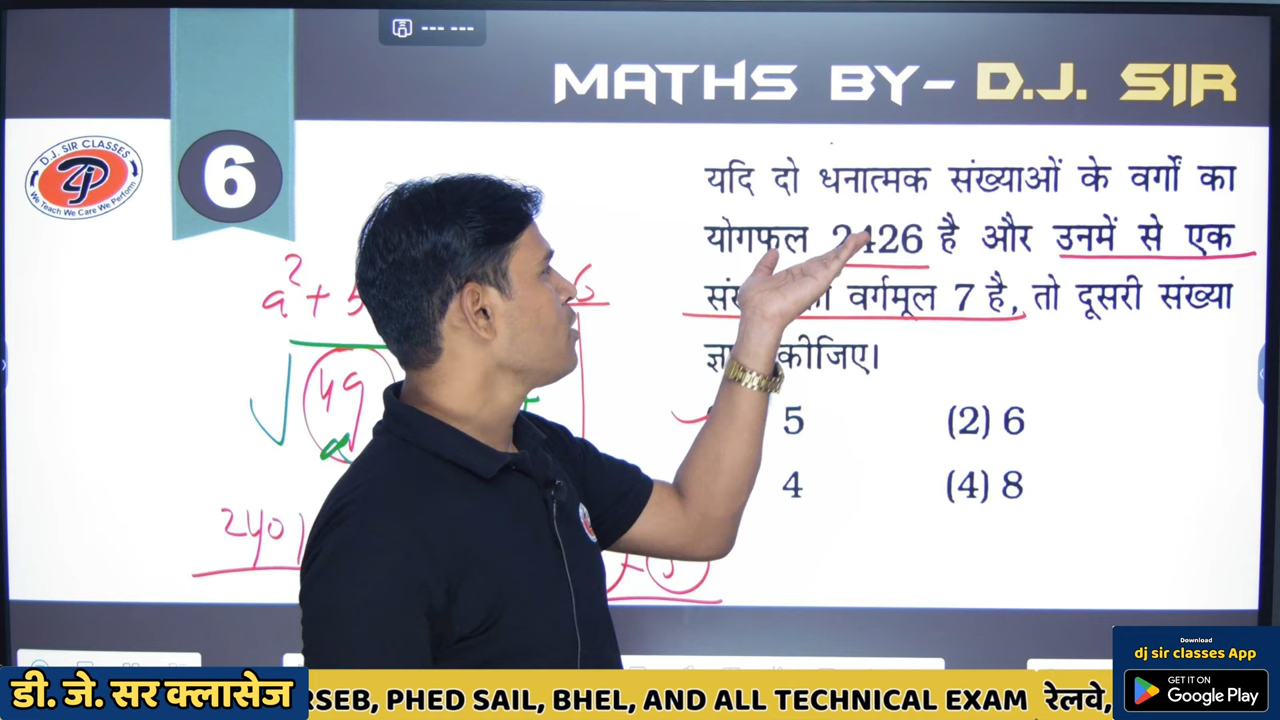 MATHS BY- D.J. SIR
D.J. SIR CLASSES
We Teach We Care We Perform
6
यदि दो धनात्मक संख्याओं के वर्गों का
योगफल 2426 है और उनमें से एक
वर्गमूल 7 है, तो दूसरी संख्या
कीजिए।
5 (2) 6
4 (4) 8
a² +
49
2401
डी. जे. सर क्लासेज
RSEB, PHED SAIL, BHEL, AND ALL TECHNICAL EXAM रेलवे,
Download
dj sir classes App
GET IT ON
Google Play